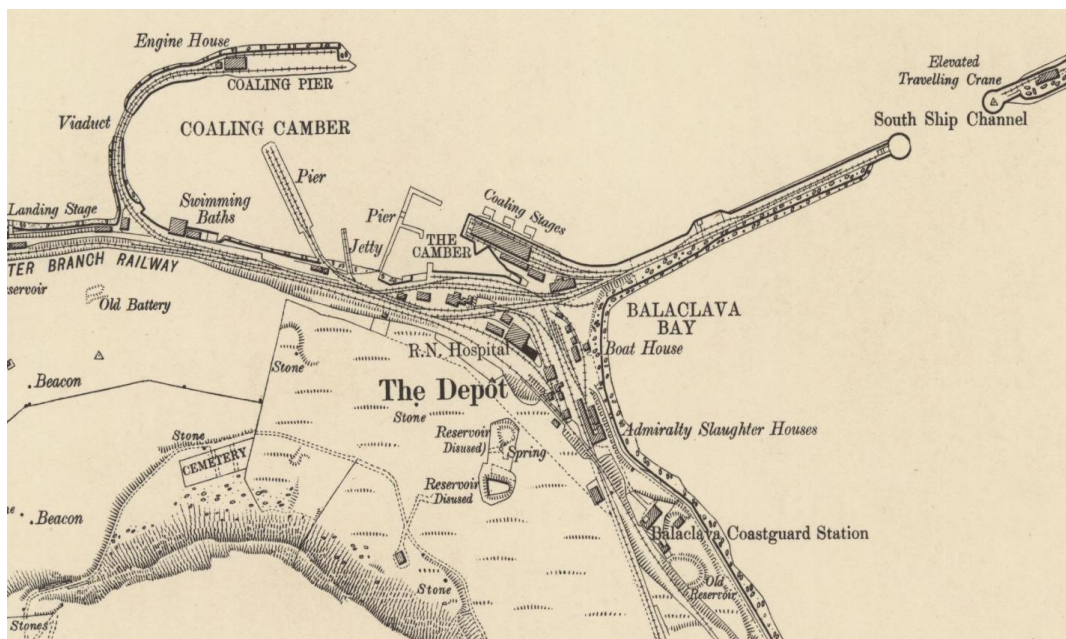 Engine House
COALING PIER
Viaduct
COALING CAMBER
Elevated
Travelling Crane
South Ship Channel
Pier
Landing Stage
Swimming
Baths
Pier
Coaling Stages
Jetty
THE
CAMBER
TER BRANCH RAILWAY
servoir
Old Battery
BALACLAVA
BAY
R.N. Hospital
Boat House
Stone
Beacon
The Depôt
Stone
Stone
Reservoir
Disused)
Spring
Admiralty Slaughter Houses
CEMETERY
Reservoir
Disused
Beacon
Balaclava Coastguard Station
Old
Reservoir
Stone
Stones